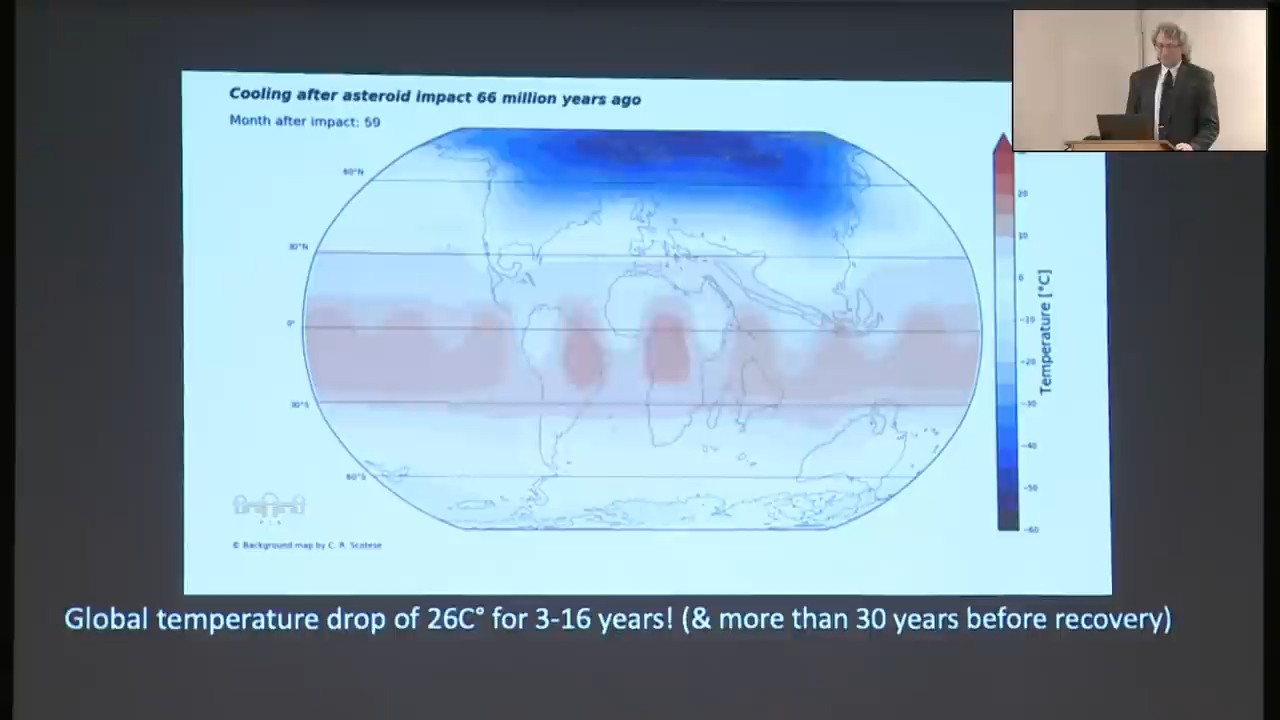 Cooling after asteroid impact 66 million years ago
Month after impact: 59
60°N
30°N
0°
30°S
60°S
20
10
0
-10
-20
-30
-40
-50
-60
Temperature [°C]
© Background map by C. R. Scotese
Global temperature drop of 26C° for 3-16 years! (& more than 30 years before recovery)